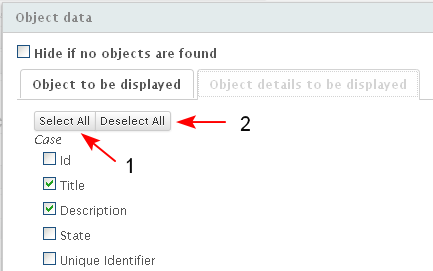 Object data
Hide if no objects are found
Object to be displayed Object details to be displayed
Select All Deselect All 2
Case
1
Id
Title
Description
State
Unique Identifier